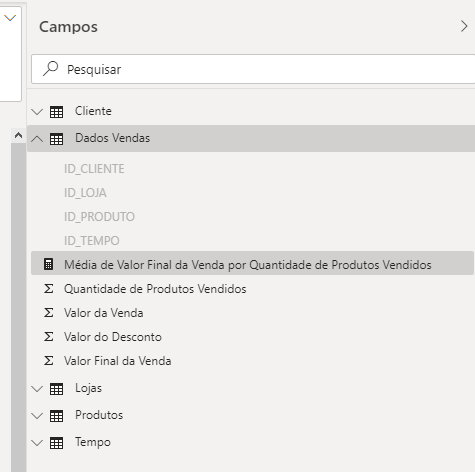 Campos
Pesquisar
Cliente
Dados Vendas
ID_CLIENTE
ID_LOJA
ID_PRODUTO
ID_TEMPO
Média de Valor Final da Venda por Quantidade de Produtos Vendidos
Quantidade de Produtos Vendidos
Valor da Venda
Valor do Desconto
Valor Final da Venda
Lojas
Produtos
Tempo